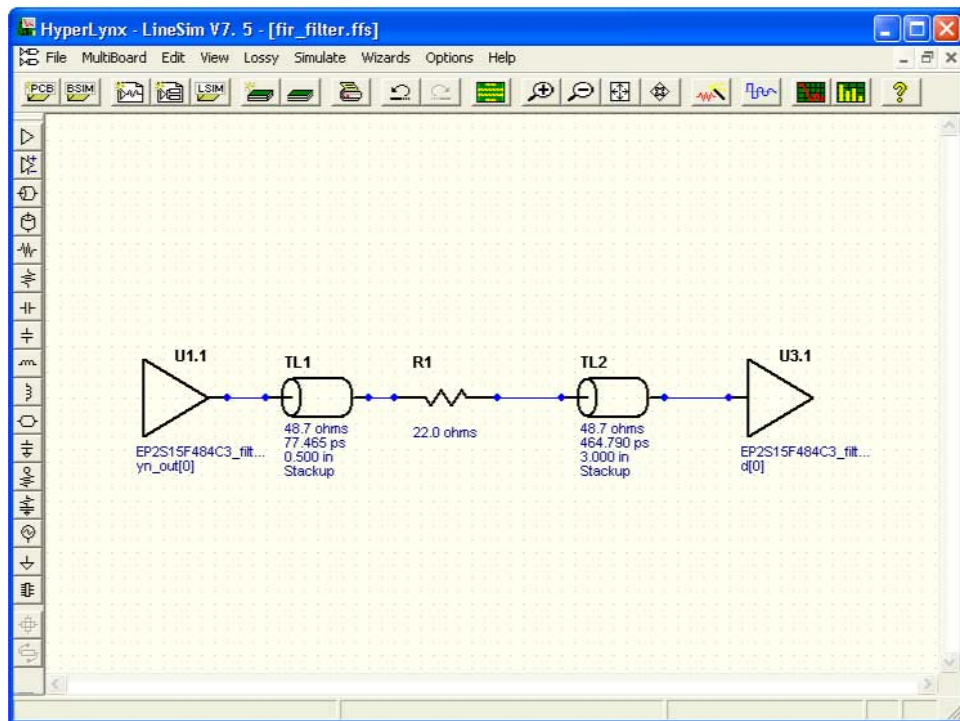 HyperLynx - LineSim V7. 5 - [fir_filter.ffs]
File MultiBoard Edit View Lossy Simulate Wizards Options Help
PCB BSIM LSIM
U1.1
TL1
R1
TL2
U3.1
48.7 ohms
77.465 ps
0.500 in
Stackup
22.0 ohms
48.7 ohms
464.790 ps
3.000 in
Stackup
EP2S15F484C3_filt...
yn_out[0]
EP2S15F484C3_filt...
d[0]